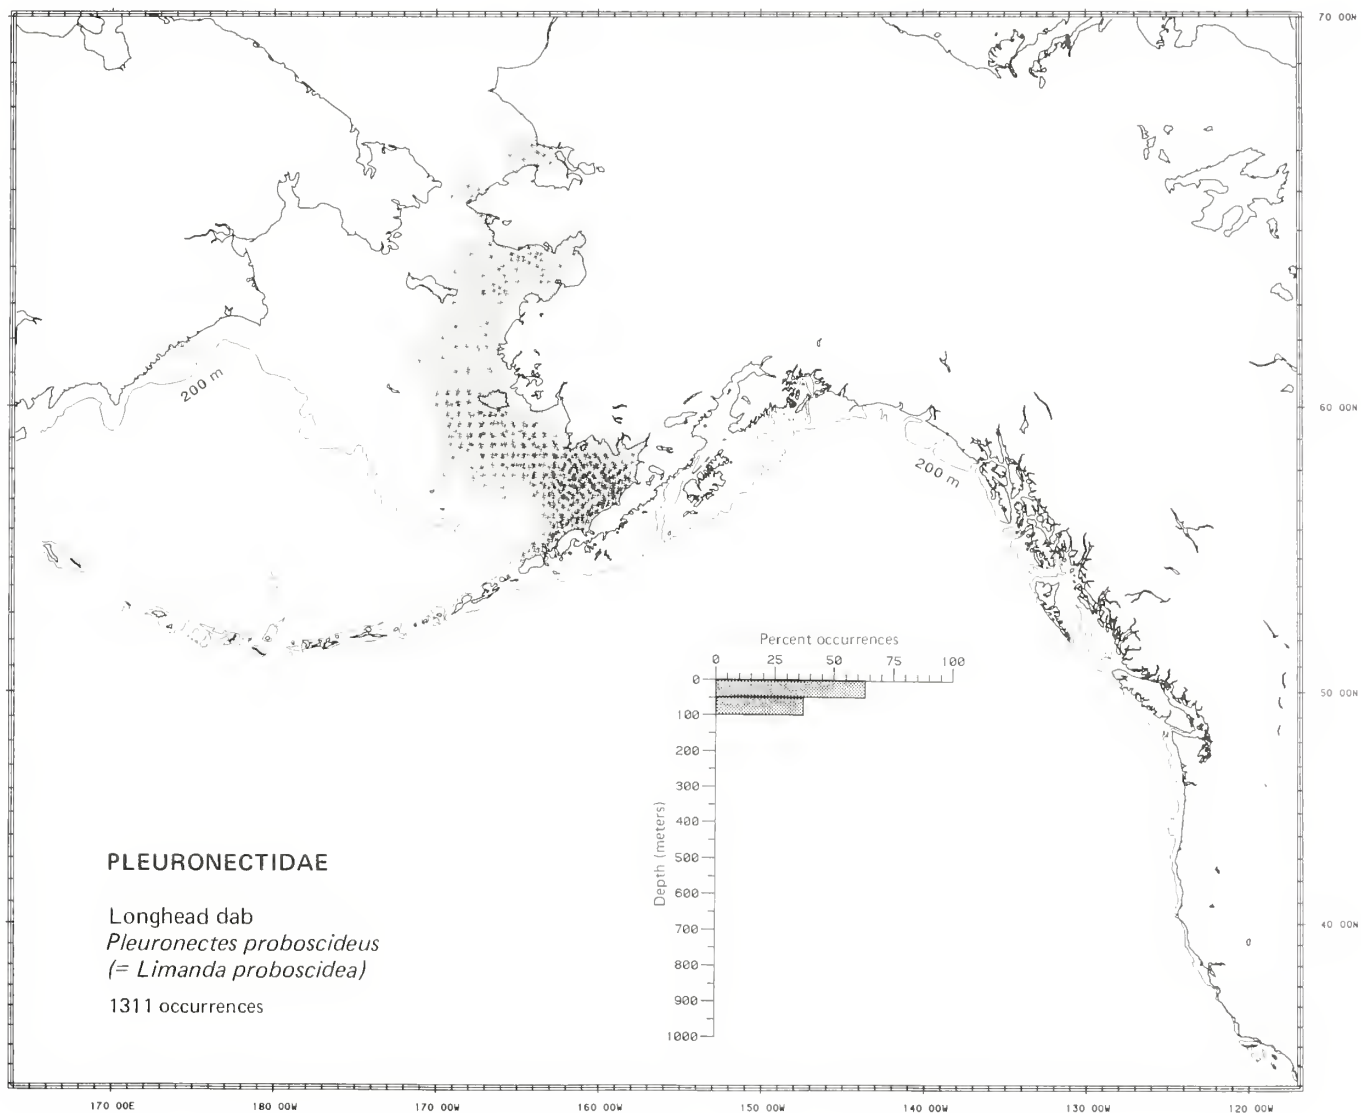 70 00N
200 m
60 00N
200 m
Percent occurrences
0 25 50 75 100
0
50 00N
100
200
300
400
Depth (meters)
500
600
700
800
900
1000
40 00N
PLEURONECTIDAE
Longhead dab
Pleuronectes proboscideus
(= Limanda proboscidea)
1311 occurrences
170 00E 180 00W 170 00W 160 00W 150 00W 140 00W 130 00W 120 00W